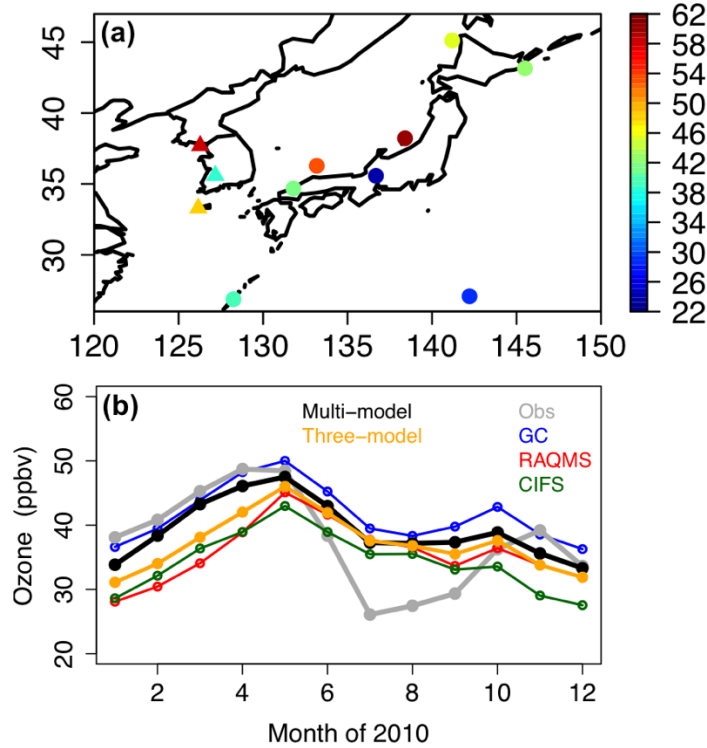 (a)
45
40
35
30
120 125 130 135 140 145 150
62
58
54
50
46
42
38
34
30
26
22
(b)
Multi−model
Three−model
Obs
GC
RAQMS
CIFS
Ozone (ppbv)
60
50
40
30
20
2 4 6 8 10 12
Month of 2010